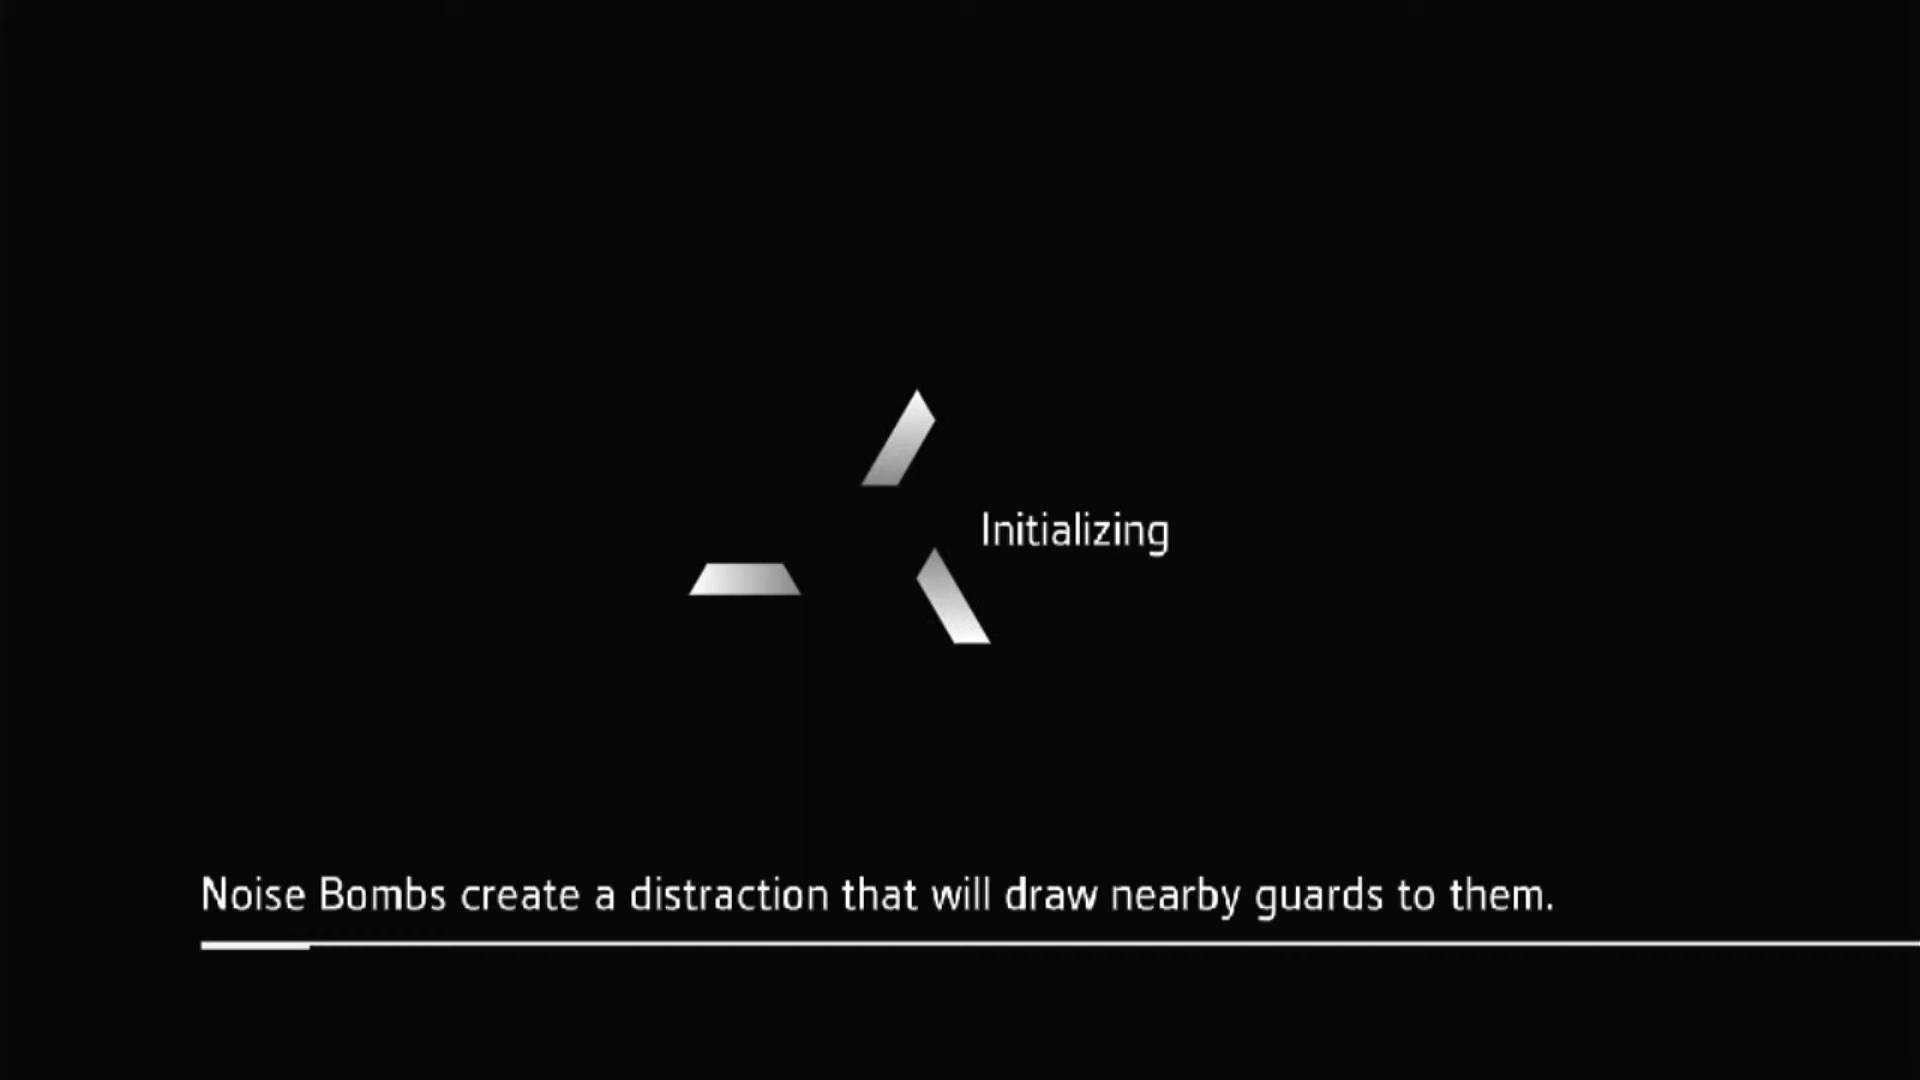 Initializing
Noise Bombs create a distraction that will draw nearby guards to them.